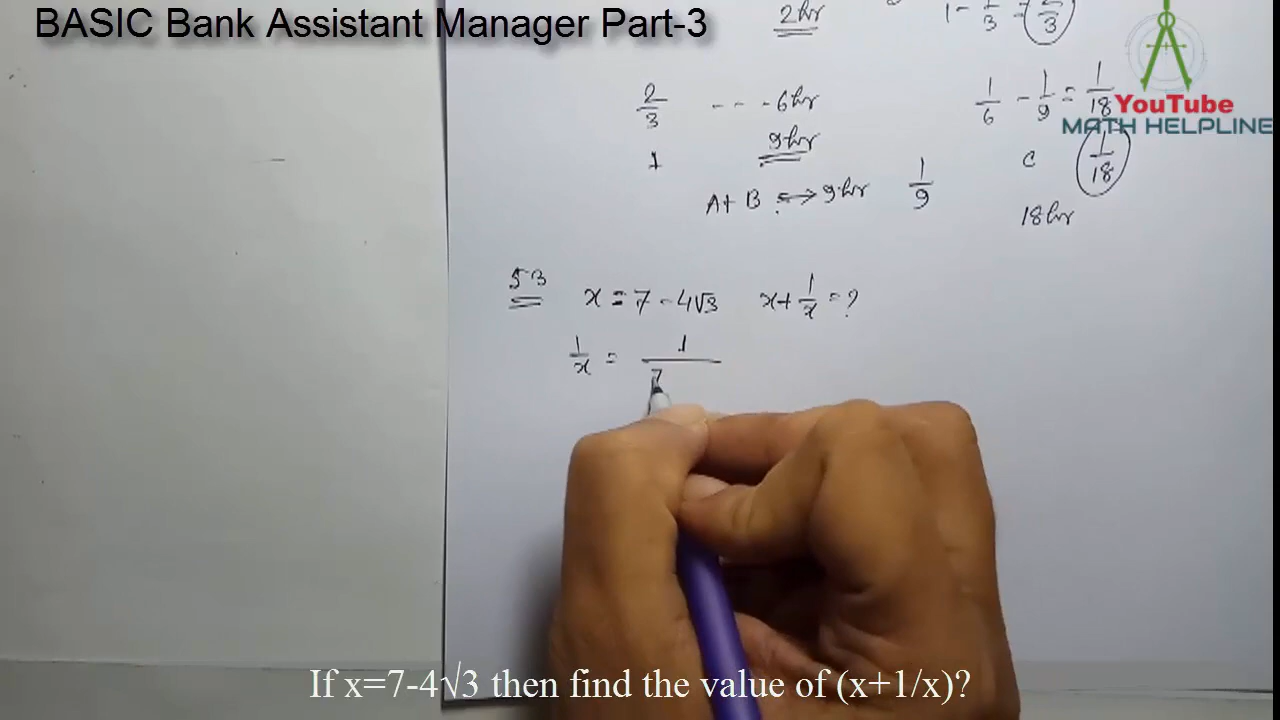 BASIC Bank Assistant Manager Part-3
2hr
1 - 1/3 = 2/3
2/3 - - - 6hr
1/6 - 1/9 = 1/18
YouTube
MATH HELPLINE
1 9hr
C 1/18
A+B ⟷ 9hr 1/9
18hr
53 x = 7 - 4√3 x + 1/x = ?
1/x = 1/7
If x=7-4√3 then find the value of (x+1/x)?